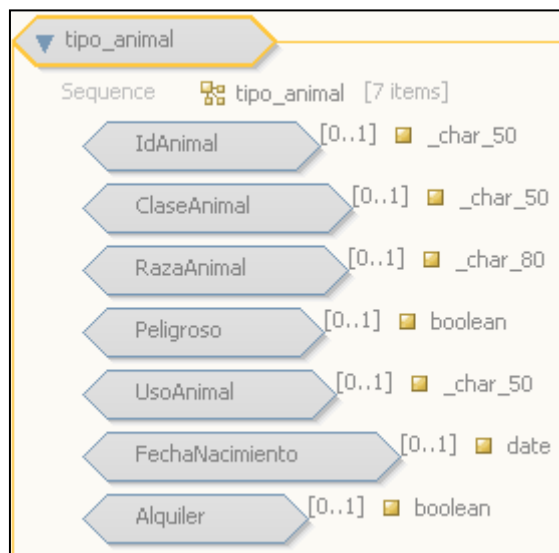 tipo_animal
Sequence tipo_animal [7 items]
IdAnimal [0..1] _char_50
ClaseAnimal [0..1] _char_50
RazaAnimal [0..1] _char_80
Peligroso [0..1] boolean
UsoAnimal [0..1] _char_50
FechaNacimiento [0..1] date
Alquiler [0..1] boolean